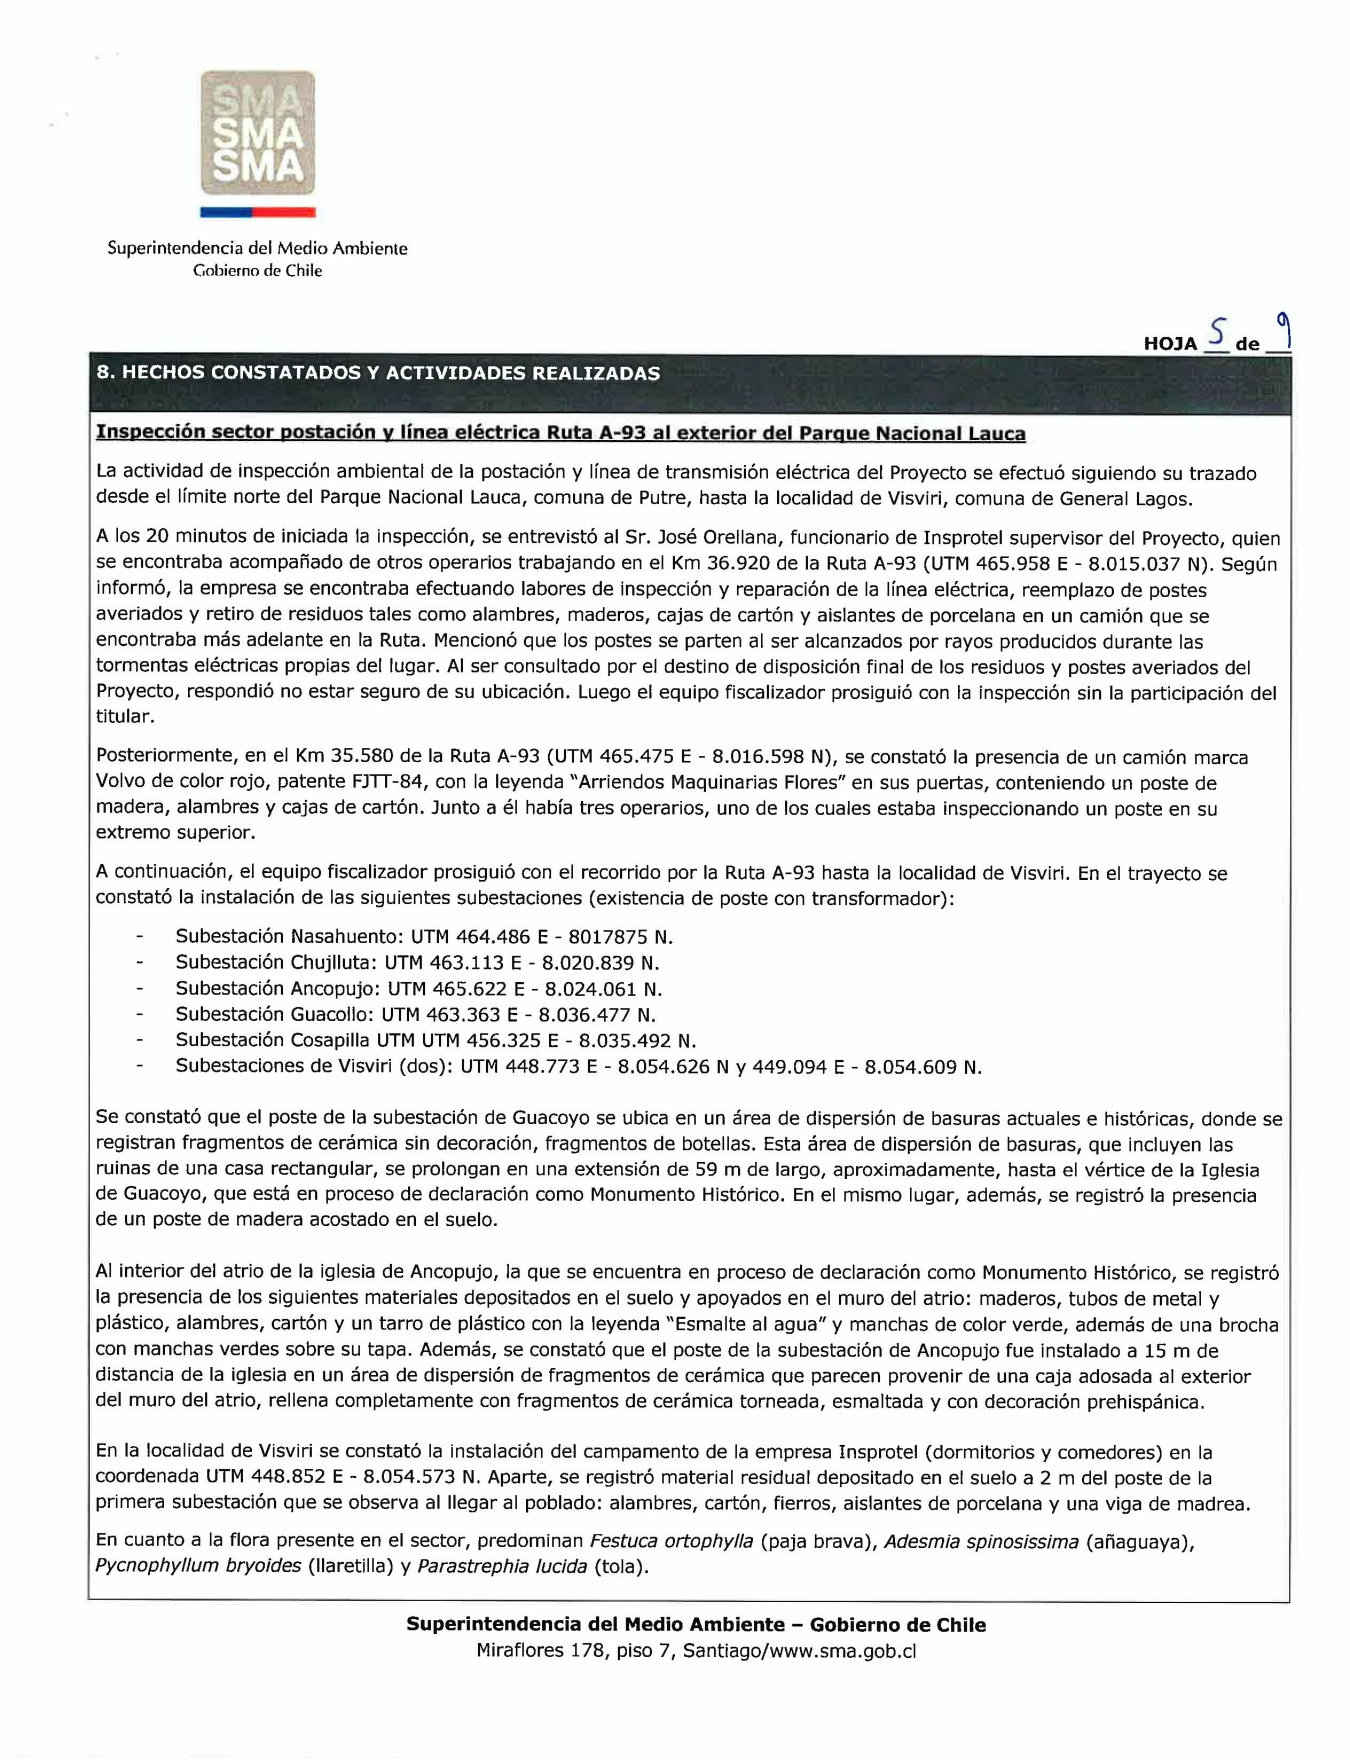 SMA
SMA
SMA
Superintendencia del Medio Ambiente
Gobierno de Chile
HOJA 5 de 9
8. HECHOS CONSTATADOS Y ACTIVIDADES REALIZADAS
Inspección sector postación y línea eléctrica Ruta A-93 al exterior del Parque Nacional Lauca
La actividad de inspección ambiental de la postación y línea de transmisión eléctrica del Proyecto se efectuó siguiendo su trazado
desde el límite norte del Parque Nacional Lauca, comuna de Putre, hasta la localidad de Visviri, comuna de General Lagos.
A los 20 minutos de iniciada la inspección, se entrevistó al Sr. José Orellana, funcionario de Insprotel supervisor del Proyecto, quien
se encontraba acompañado de otros operarios trabajando en el Km 36.920 de la Ruta A-93 (UTM 465.958 E - 8.015.037 N). Según
informó, la empresa se encontraba efectuando labores de inspección y reparación de la línea eléctrica, reemplazo de postes
averiados y retiro de residuos tales como alambres, maderos, cajas de cartón y aislantes de porcelana en un camión que se
encontraba más adelante en la Ruta. Mencionó que los postes se parten al ser alcanzados por rayos producidos durante las
tormentas eléctricas propias del lugar. Al ser consultado por el destino de disposición final de los residuos y postes averiados del
Proyecto, respondió no estar seguro de su ubicación. Luego el equipo fiscalizador prosiguió con la inspección sin la participación del
titular.
Posteriormente, en el Km 35.580 de la Ruta A-93 (UTM 465.475 E - 8.016.598 N), se constató la presencia de un camión marca
Volvo de color rojo, patente FJTT-84, con la leyenda "Arriendos Maquinarias Flores" en sus puertas, conteniendo un poste de
madera, alambres y cajas de cartón. Junto a él había tres operarios, uno de los cuales estaba inspeccionando un poste en su
extremo superior.
A continuación, el equipo fiscalizador prosiguió con el recorrido por la Ruta A-93 hasta la localidad de Visviri. En el trayecto se
constató la instalación de las siguientes subestaciones (existencia de poste con transformador):
- Subestación Nasahuento: UTM 464.486 E - 8017875 N.
- Subestación Chujlluta: UTM 463.113 E - 8.020.839 N.
- Subestación Ancopujo: UTM 465.622 E - 8.024.061 N.
- Subestación Guacollo: UTM 463.363 E - 8.036.477 N.
- Subestación Cosapilla UTM UTM 456.325 E - 8.035.492 N.
- Subestaciones de Visviri (dos): UTM 448.773 E - 8.054.626 N y 449.094 E - 8.054.609 N.
Se constató que el poste de la subestación de Guacoyo se ubica en un área de dispersión de basuras actuales e históricas, donde se
registran fragmentos de cerámica sin decoración, fragmentos de botellas. Esta área de dispersión de basuras, que incluyen las
ruinas de una casa rectangular, se prolongan en una extensión de 59 m de largo, aproximadamente, hasta el vértice de la Iglesia
de Guacoyo, que está en proceso de declaración como Monumento Histórico. En el mismo lugar, además, se registró la presencia
de un poste de madera acostado en el suelo.
Al interior del atrio de la iglesia de Ancopujo, la que se encuentra en proceso de declaración como Monumento Histórico, se registró
la presencia de los siguientes materiales depositados en el suelo y apoyados en el muro del atrio: maderos, tubos de metal y
plástico, alambres, cartón y un tarro de plástico con la leyenda "Esmalte al agua" y manchas de color verde, además de una brocha
con manchas verdes sobre su tapa. Además, se constató que el poste de la subestación de Ancopujo fue instalado a 15 m de
distancia de la iglesia en un área de dispersión de fragmentos de cerámica que parecen provenir de una caja adosada al exterior
del muro del atrio, rellena completamente con fragmentos de cerámica torneada, esmaltada y con decoración prehispánica.
En la localidad de Visviri se constató la instalación del campamento de la empresa Insprotel (dormitorios y comedores) en la
coordenada UTM 448.852 E - 8.054.573 N. Aparte, se registró material residual depositado en el suelo a 2 m del poste de la
primera subestación que se observa al llegar al poblado: alambres, cartón, fierros, aislantes de porcelana y una viga de madrea.
En cuanto a la flora presente en el sector, predominan Festuca ortophylla (paja brava), Adesmia spinosissima (añaguaya),
Pycnophyllum bryoides (llaretilla) y Parastrephia lucida (tola).
Superintendencia del Medio Ambiente – Gobierno de Chile
Miraflores 178, piso 7, Santiago/www.sma.gob.cl